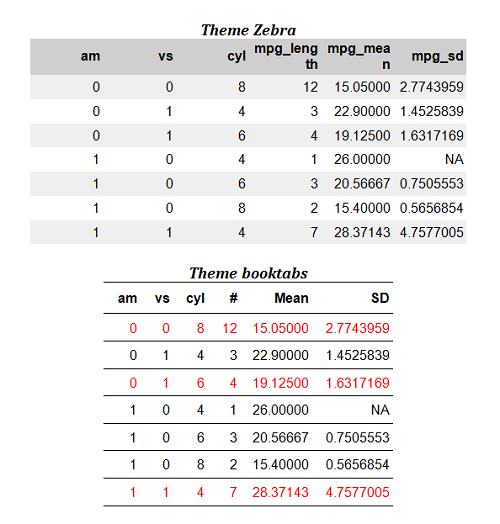 Theme Zebra
am vs cyl mpg_leng mpg_mea mpg_sd
th n
0 0 8 12 15.05000 2.7743959
0 1 4 3 22.90000 1.4525839
0 1 6 4 19.12500 1.6317169
1 0 4 1 26.00000 NA
1 0 6 3 20.56667 0.7505553
1 0 8 2 15.40000 0.5656854
1 1 4 7 28.37143 4.7577005
Theme booktabs
am vs cyl # Mean SD
0 0 8 12 15.05000 2.7743959
0 1 4 3 22.90000 1.4525839
0 1 6 4 19.12500 1.6317169
1 0 4 1 26.00000 NA
1 0 6 3 20.56667 0.7505553
1 0 8 2 15.40000 0.5656854
1 1 4 7 28.37143 4.7577005